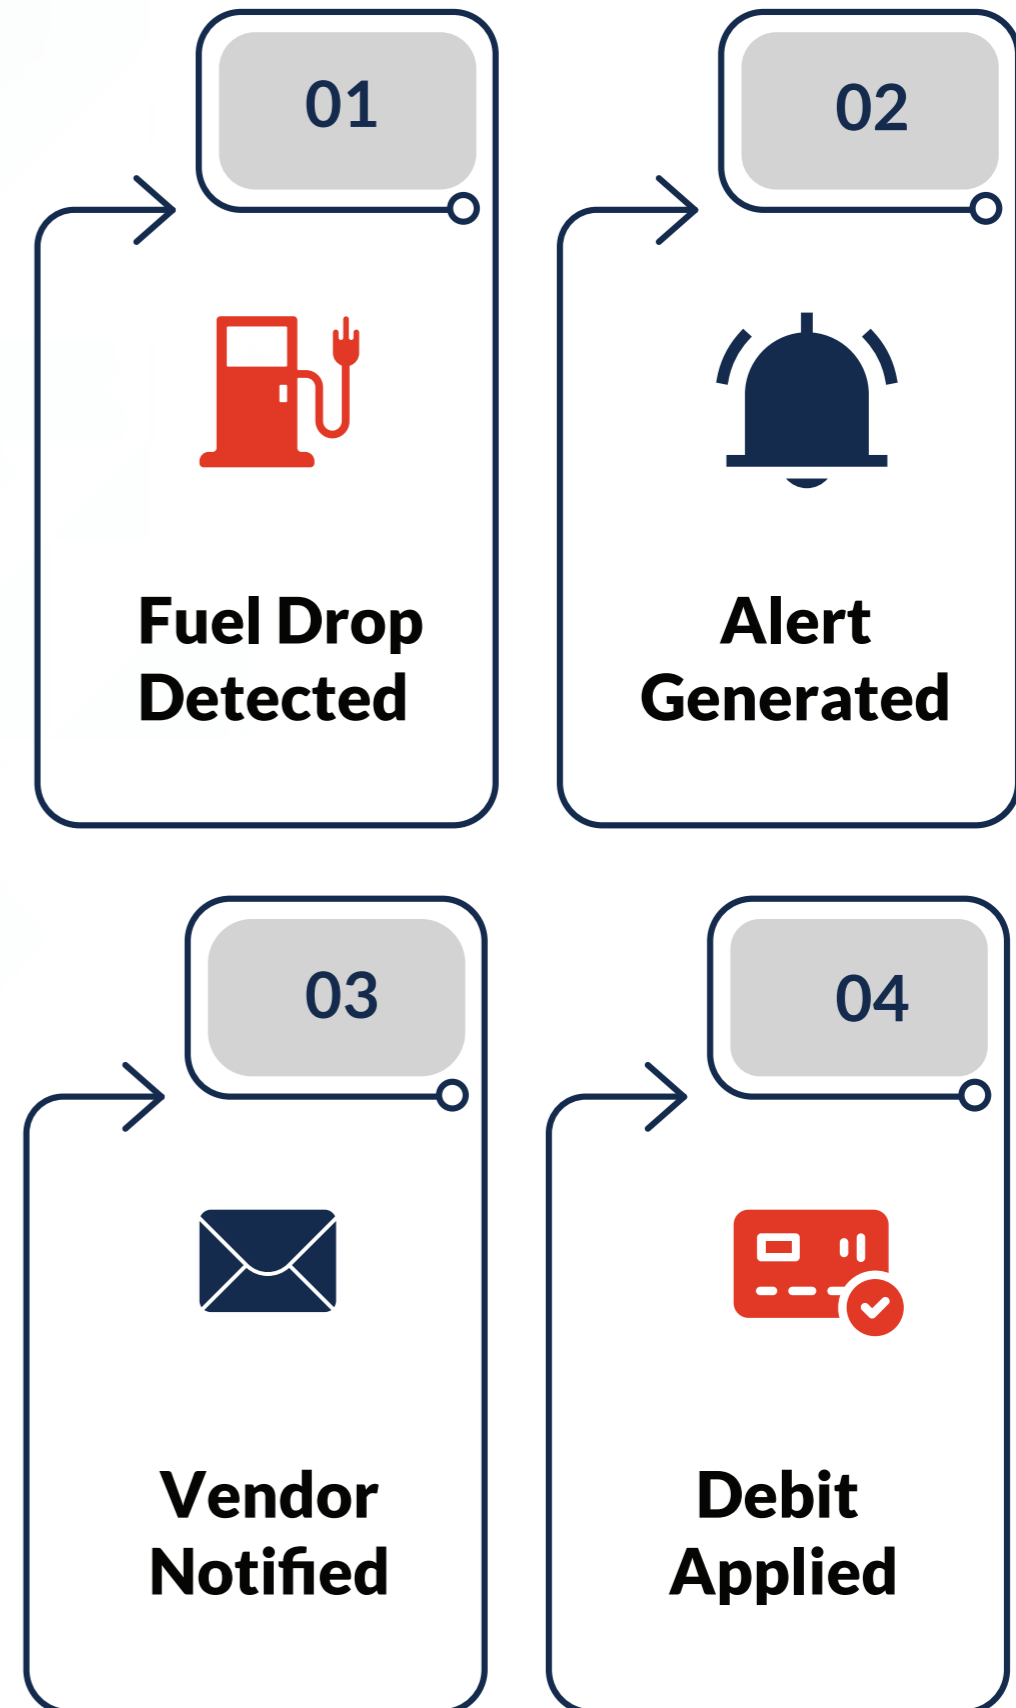 01
Fuel Drop
Detected
02
Alert
Generated
03
Vendor
Notified
04
Debit
Applied